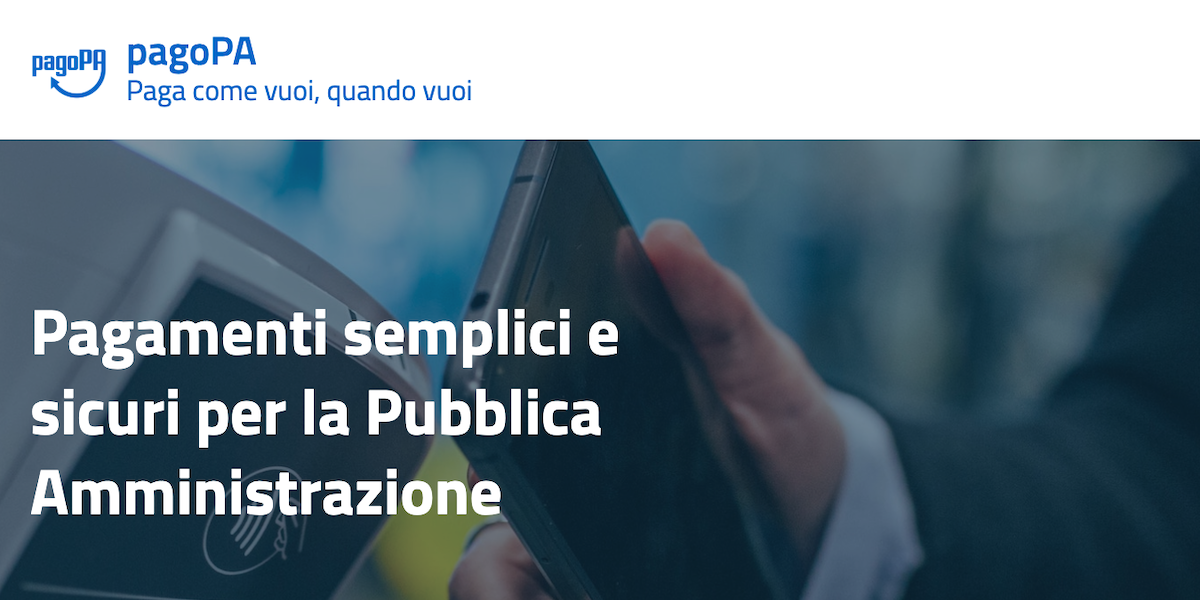 pagoPA
pagoPA
Paga come vuoi, quando vuoi
Pagamenti semplici e
sicuri per la Pubblica
Amministrazione